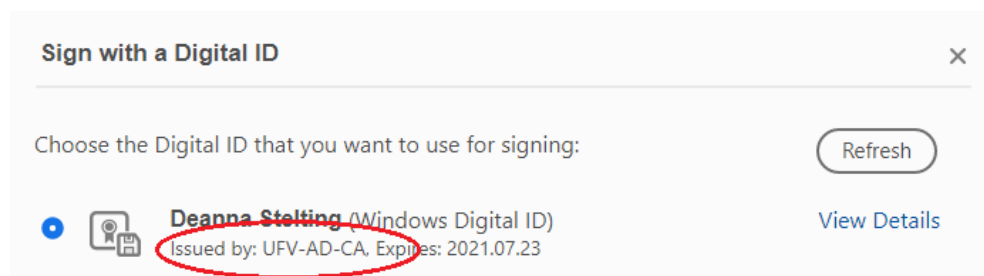 Sign with a Digital ID
Choose the Digital ID that you want to use for signing:
Refresh
Deanna Stelting (Windows Digital ID)
View Details
Issued by: UFV-AD-CA, Expires: 2021.07.23